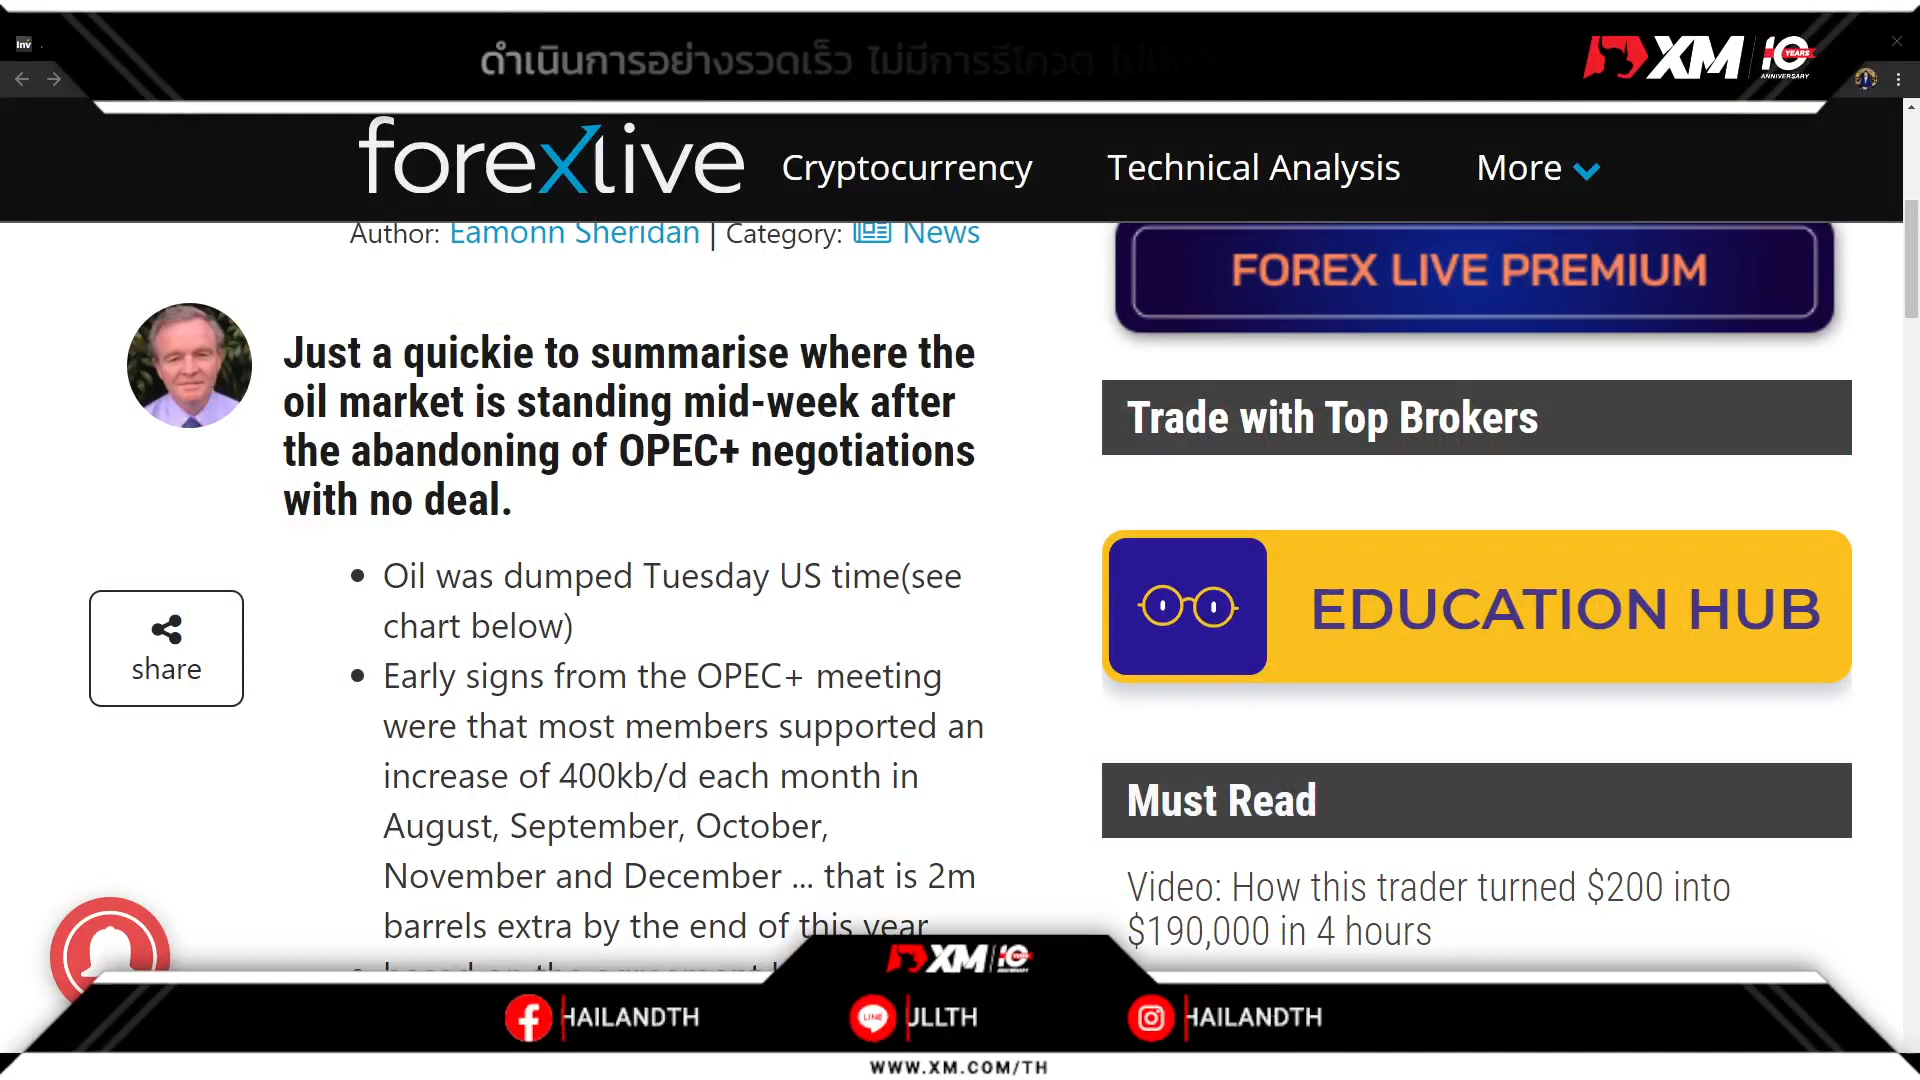 Inv
ดำเนินการอย่างรวดเร็ว ไม่มีการรีโควต
XM 10 YEARS ANNIVERSARY
forexlive
Cryptocurrency
Technical Analysis
More
Author: Eamonn Sheridan | Category: News
FOREX LIVE PREMIUM
Just a quickie to summarise where the
oil market is standing mid-week after
the abandoning of OPEC+ negotiations
with no deal.
Trade with Top Brokers
EDUCATION HUB
• Oil was dumped Tuesday US time(see
chart below)
• Early signs from the OPEC+ meeting
were that most members supported an
increase of 400kb/d each month in
August, September, October,
November and December ... that is 2m
barrels extra by the end of this year
share
Must Read
Video: How this trader turned $200 into
$190,000 in 4 hours
XM 10
HAILANDTH
LINE
ULLTH
HAILANDTH
WWW.XM.COM/TH